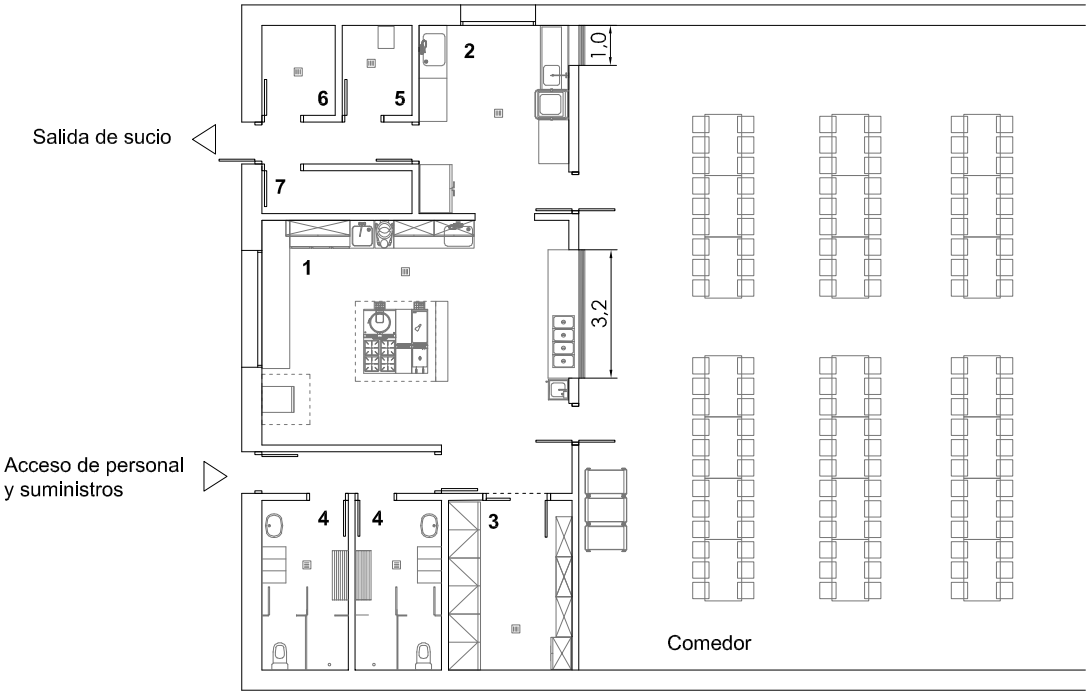 2
1,0
6
5
Salida de sucio
7
1
3,2
Acceso de personal
y suministros
4
4
3
Comedor